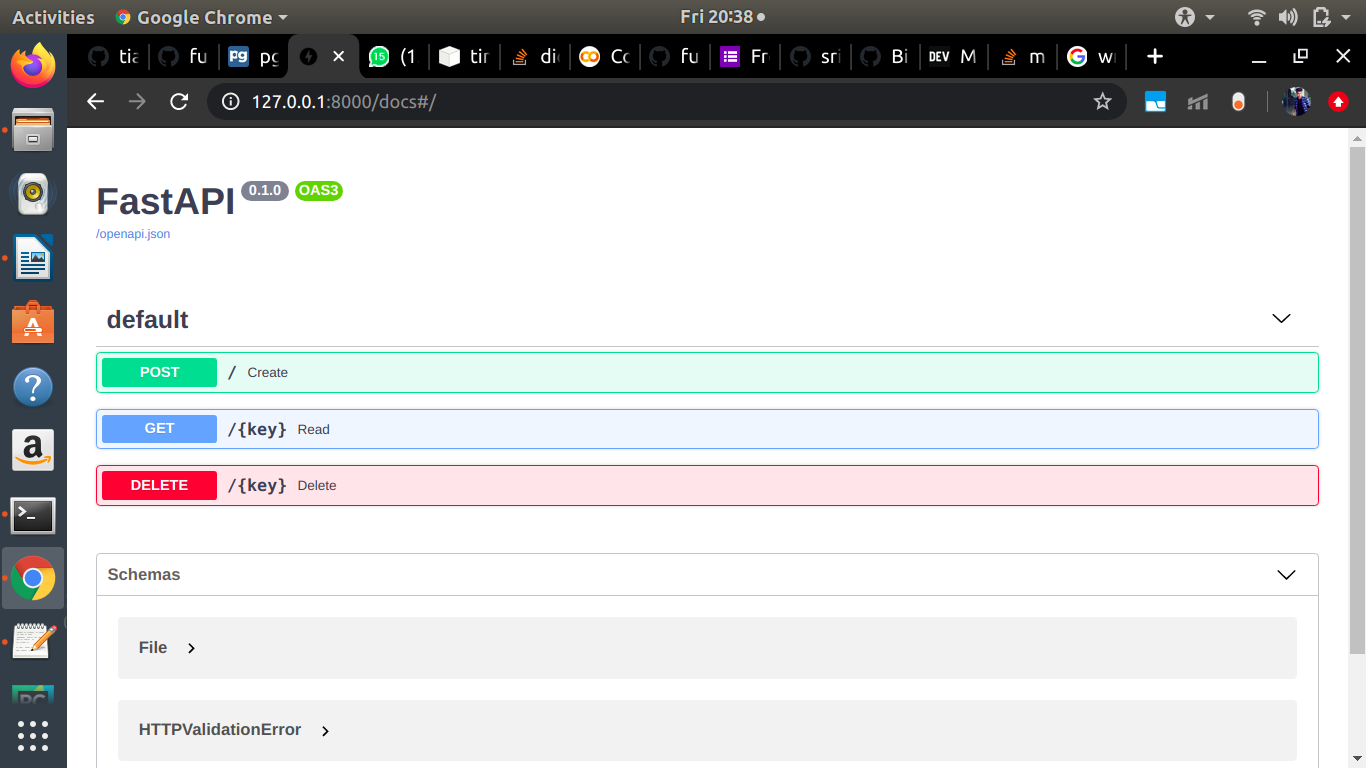 Activities Google Chrome Fri 20:38
tia fu pg (1 tir di Co fu Fr sri Bi DEV M m w
127.0.0.1:8000/docs#/
FastAPI 0.1.0 OAS3
/openapi.json
default
POST / Create
GET /{key} Read
DELETE /{key} Delete
Schemas
File
HTTPValidationError